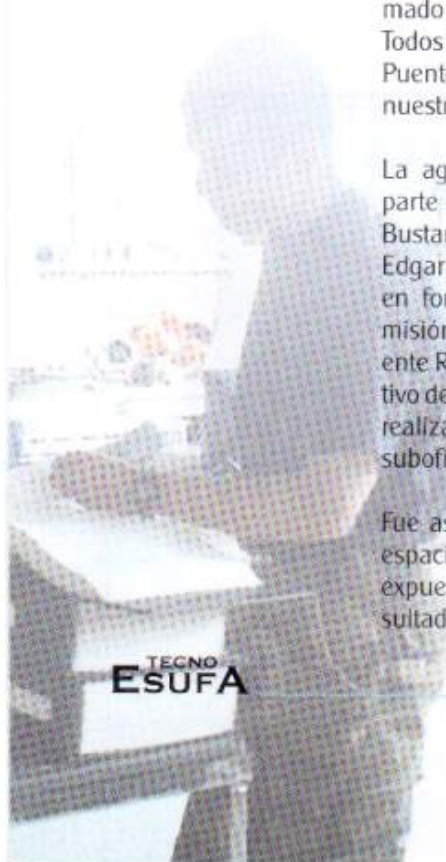 mado
Todos
Puent
nuestr
La ag
parte
Bustar
Edgar
en for
misión
ente R
tivo de
realiza
subofi
Fue as
espaci
expue
sultad
TECNO
ESUFA